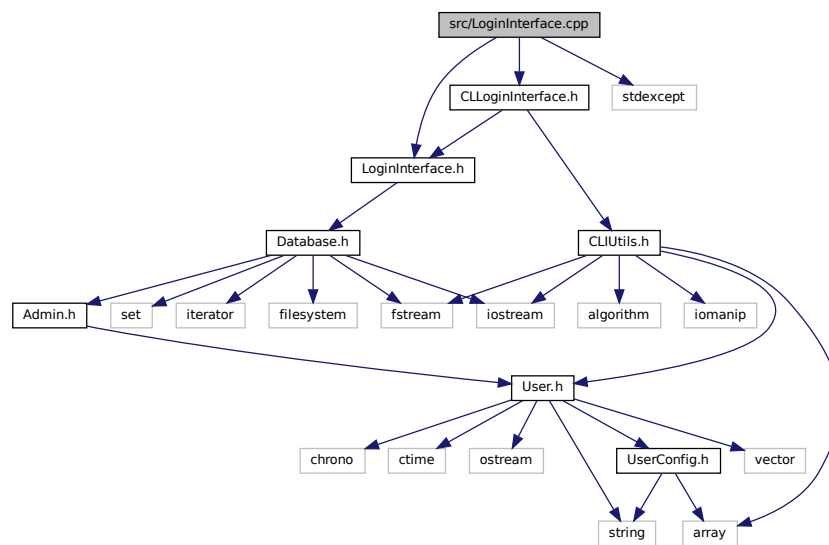 src/LoginInterface.cpp
CLLoginInterface.h
stdexcept
LoginInterface.h
Database.h
CLIUtils.h
Admin.h
set
iterator
filesystem
fstream
iostream
algorithm
iomanip
User.h
chrono
ctime
ostream
UserConfig.h
vector
string
array